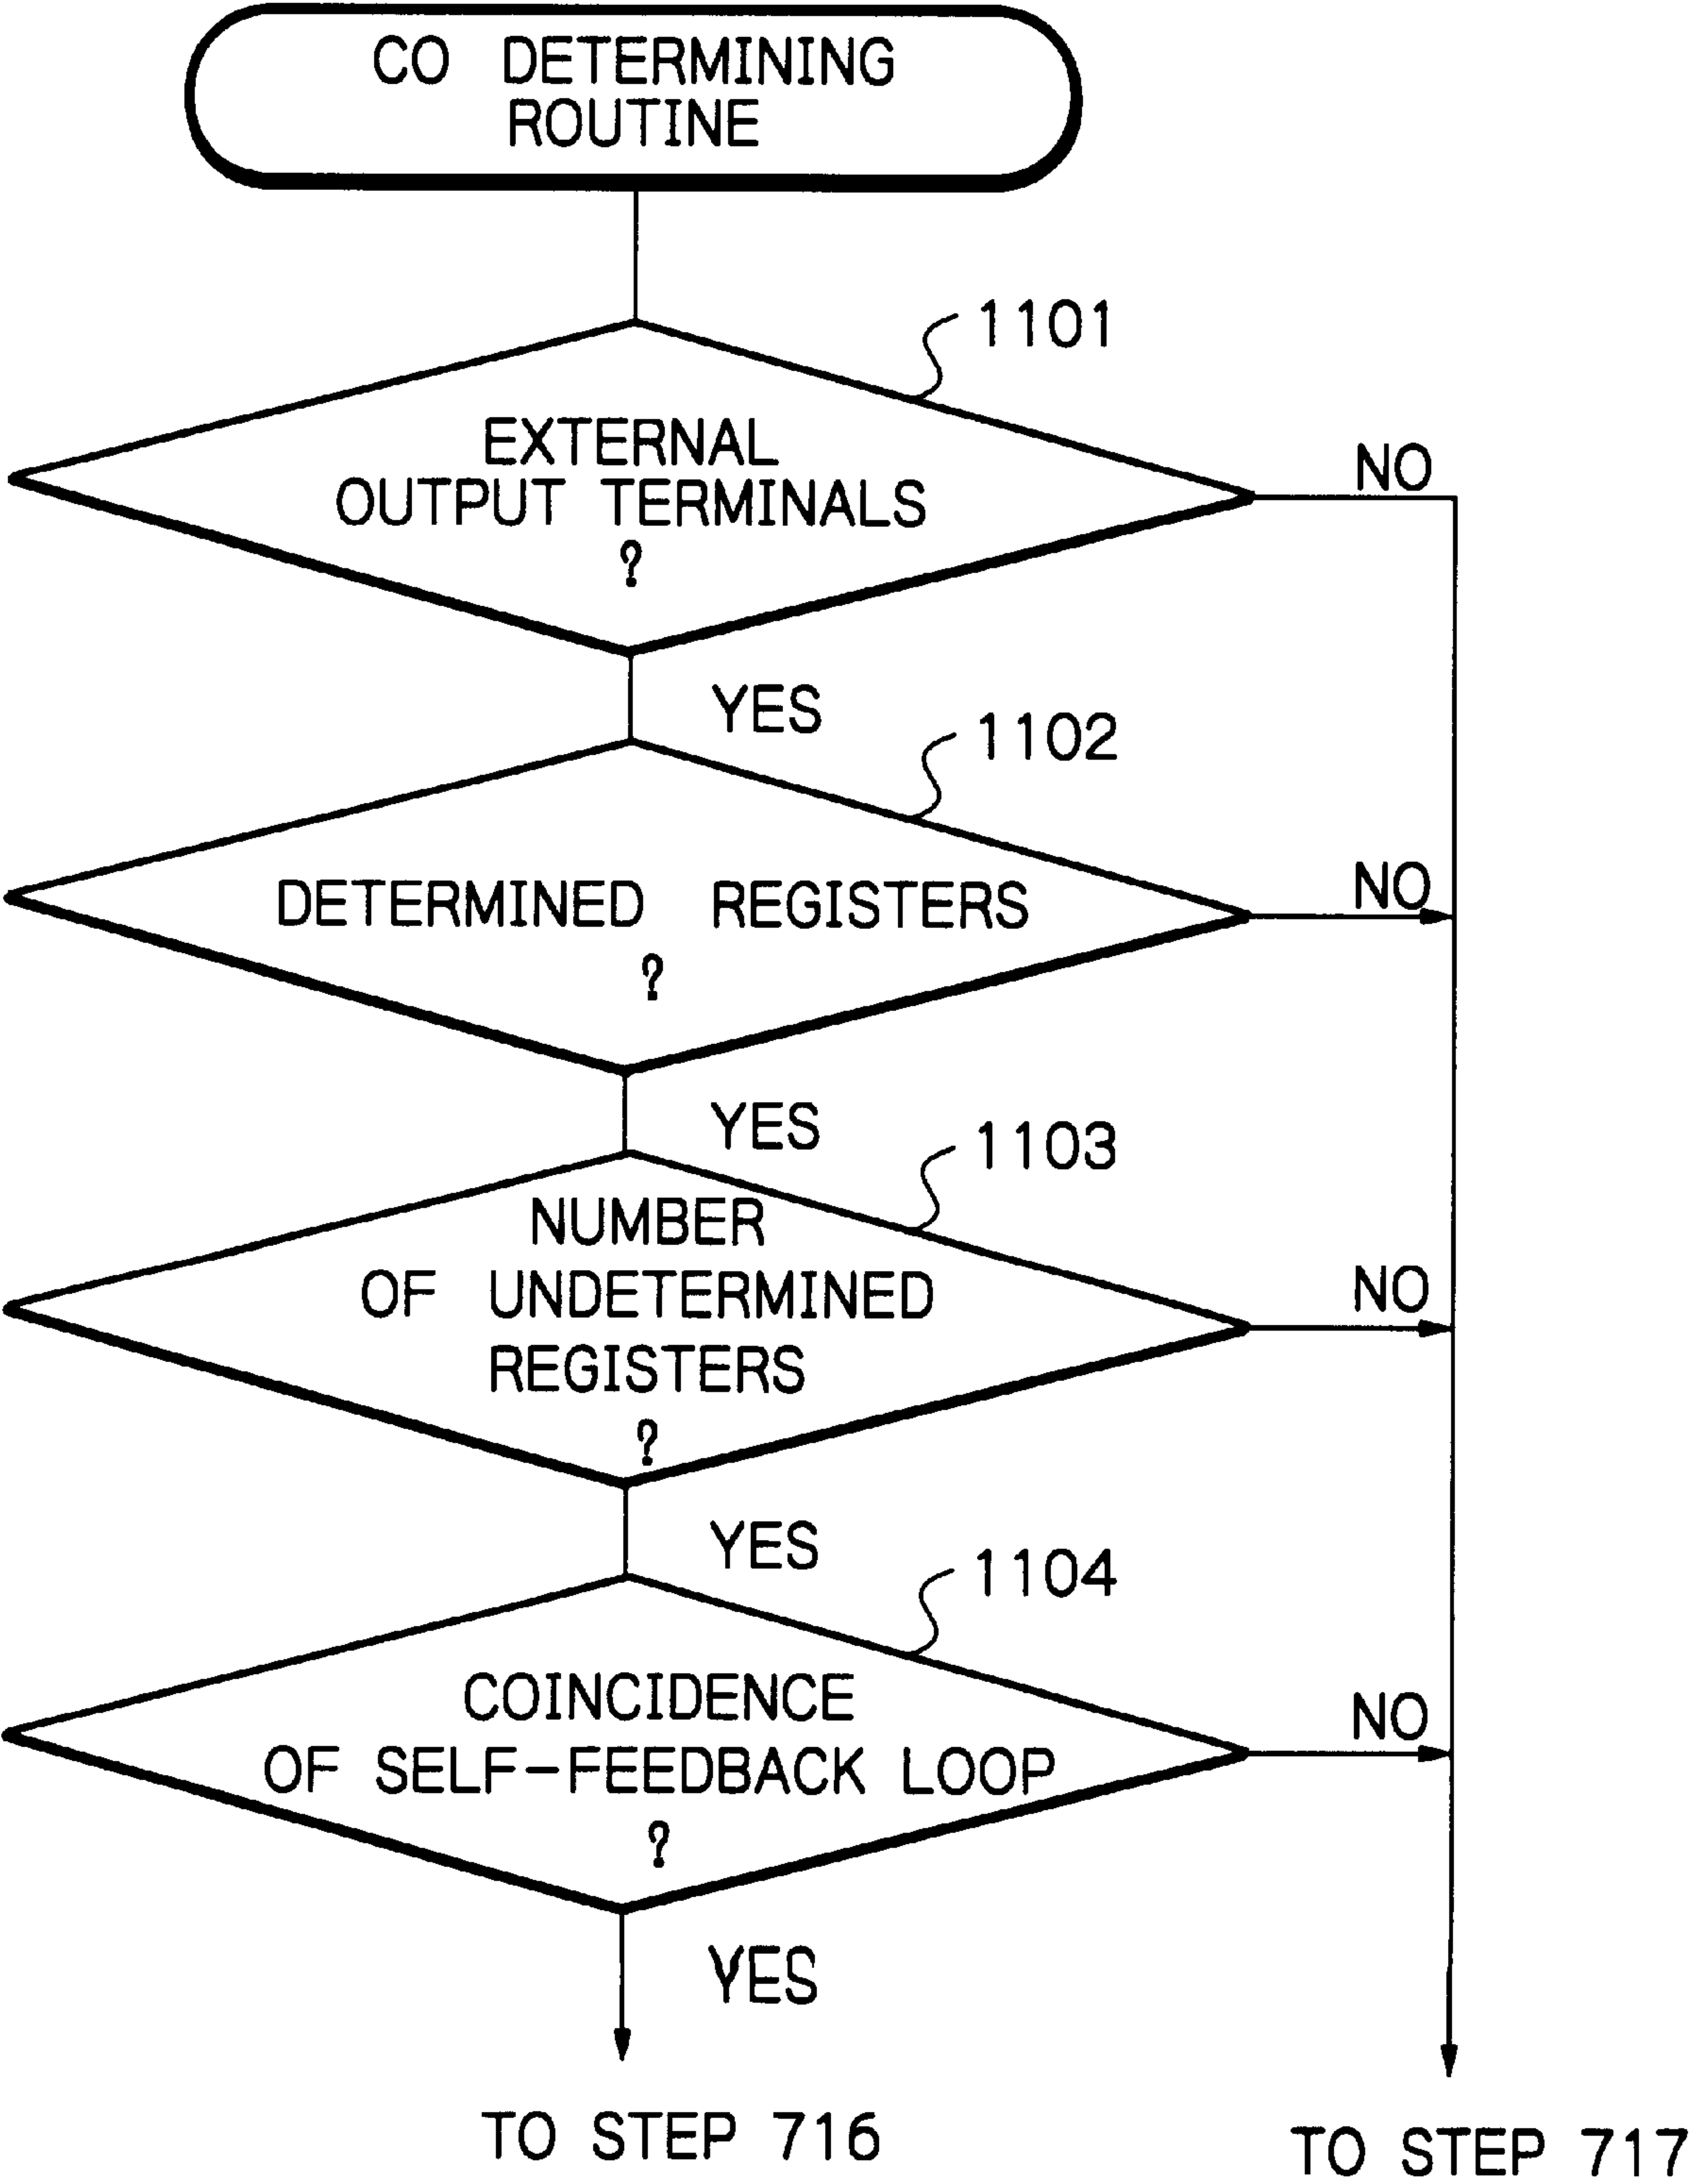 CO DETERMINING
ROUTINE
1101
EXTERNAL
OUTPUT TERMINALS
?
NO
YES
1102
DETERMINED REGISTERS
?
NO
YES
1103
NUMBER
OF UNDETERMINED
REGISTERS
?
NO
YES
1104
COINCIDENCE
OF SELF-FEEDBACK LOOP
?
NO
YES
TO STEP 716
TO STEP 717